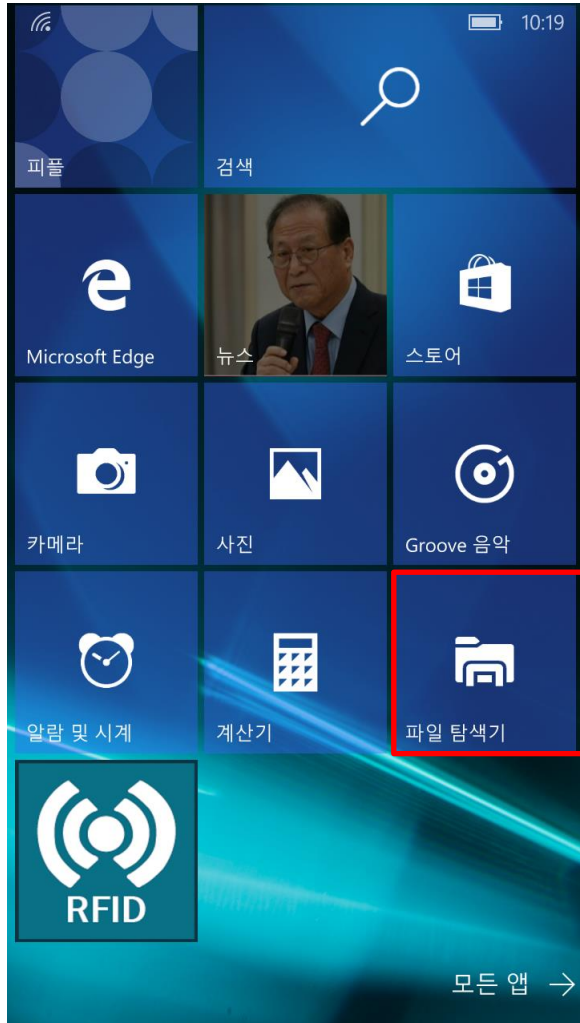 10:19
피플
검색
Microsoft Edge
뉴스
스토어
카메라
사진
Groove 음악
알람 및 시계
계산기
파일 탐색기
RFID
모든 앱 →